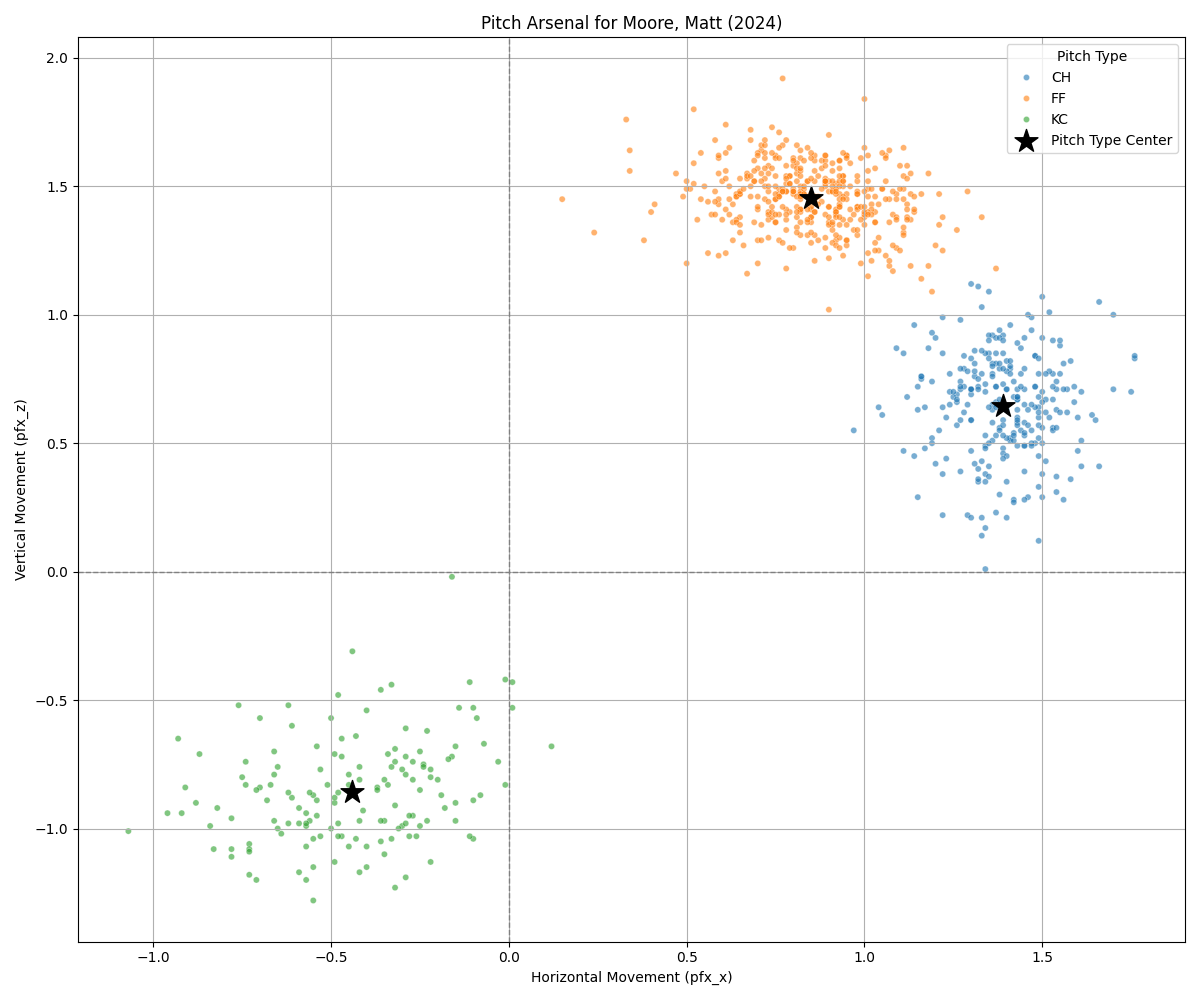 Pitch Arsenal for Moore, Matt (2024)
Pitch Type
CH
FF
KC
Pitch Type Center
2.0
1.5
1.0
0.5
0.0
−0.5
−1.0
Vertical Movement (pfx_z)
−1.0
−0.5
0.0
0.5
1.0
1.5
Horizontal Movement (pfx_x)